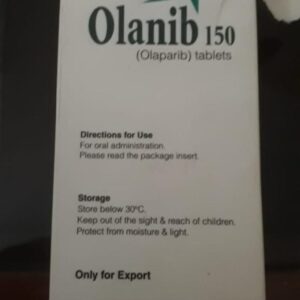 Olanib 150
(Olaparib) tablets
Directions for Use
For oral administration.
Please read the package insert.
Storage
Store below 30°C.
Keep out of the sight & reach of children.
Protect from moisture & light.
Only for Export